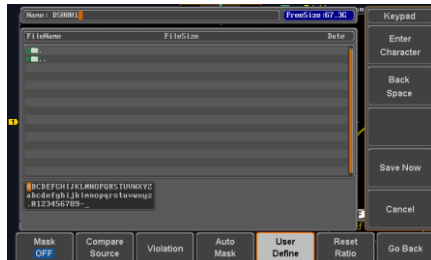 Name: DS0001
FreeSize:67.3G
Keypad
FileName FileSize Date
.
..
Enter
Character
Back
Space
Save Now
ABCDEFGHIJKLMNOPQRSTUVWXYZ
abcdefghijklmnopqrstuvwxyz
.0123456789-_
Cancel
Mask
OFF
Compare
Source
Violation
Auto
Mask
User
Define
Reset
Ratio
Go Back